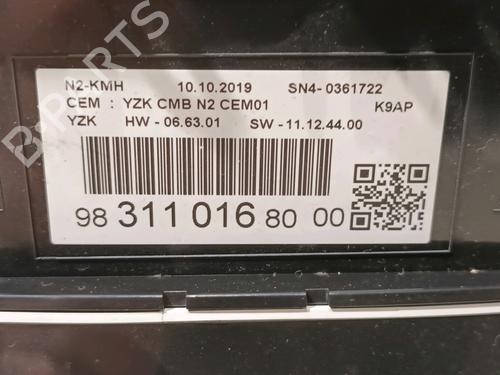 B-PARTS
N2-KMH 10.10.2019 SN4- 0361722
CEM : YZK CMB N2 CEM01 K9AP
YZK HW - 06.63.01 SW - 11.12.44.00
98 311 016 80 00